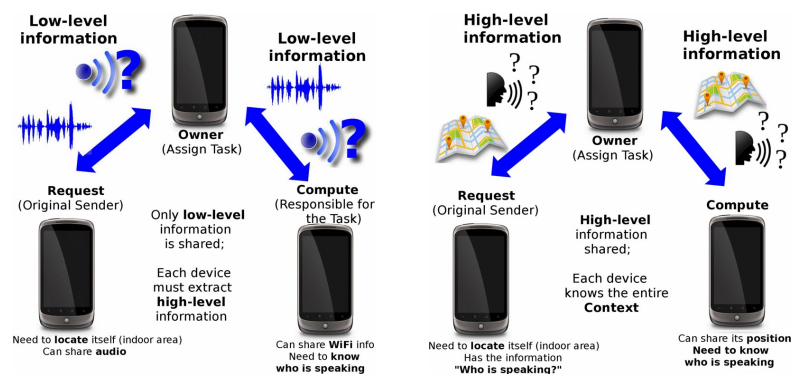 Low-level
information
?
Low-level
information
?
Owner
(Assign Task)
Request
(Original Sender)
Compute
(Responsible for
the Task)
Only low-level
information
is shared;
Each device
must extract
high-level
information
Need to locate itself (indoor area)
Can share audio
Can share WiFi info
Need to know
who is speaking
High-level
information
? ? ?
High-level
information
? ? ?
Owner
(Assign Task)
Request
(Original Sender)
Compute
High-level
information
shared;
Each device
knows the entire
Context
Need to locate itself (indoor area)
Has the information
"Who is speaking?"
Can share its position
Need to know
who is speaking